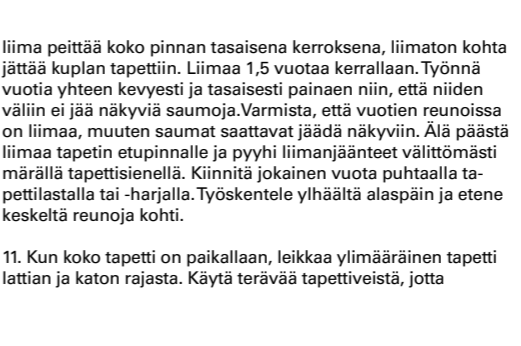 liima peittää koko pinnan tasaisena kerroksena, liimaton kohta
jättää kuplan tapettiin. Liimaa 1,5 vuotaa kerrallaan. Työnnä
vuotia yhteen kevyesti ja tasaisesti painaen niin, että niiden
väliin ei jää näkyviä saumoja.Varmista, että vuotien reunoissa
on liimaa, muuten saumat saattavat jäädä näkyviin. Älä päästä
liimaa tapetin etupinnalle ja pyyhi liimanjäänteet välittömästi
märällä tapettisienellä. Kiinnitä jokainen vuota puhtaalla ta-
pettilastalla tai -harjalla. Työskentele ylhäältä alaspäin ja etene
keskeltä reunoja kohti.

11. Kun koko tapetti on paikallaan, leikkaa ylimääräinen tapetti
lattian ja katon rajasta. Käytä terävää tapettiveistä, jotta